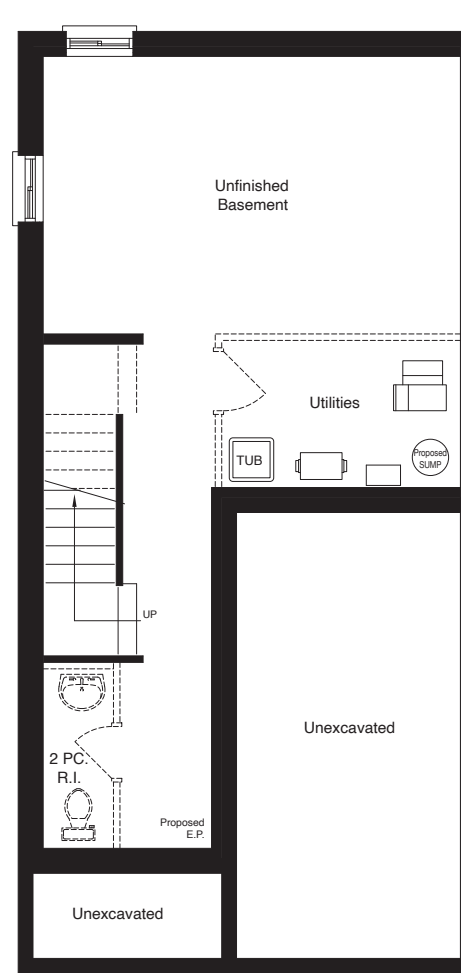 Unfinished
Basement
Utilities
TUB
Proposed
SUMP
UP
2 PC.
R.I.
Unexcavated
Proposed
E.P.
Unexcavated